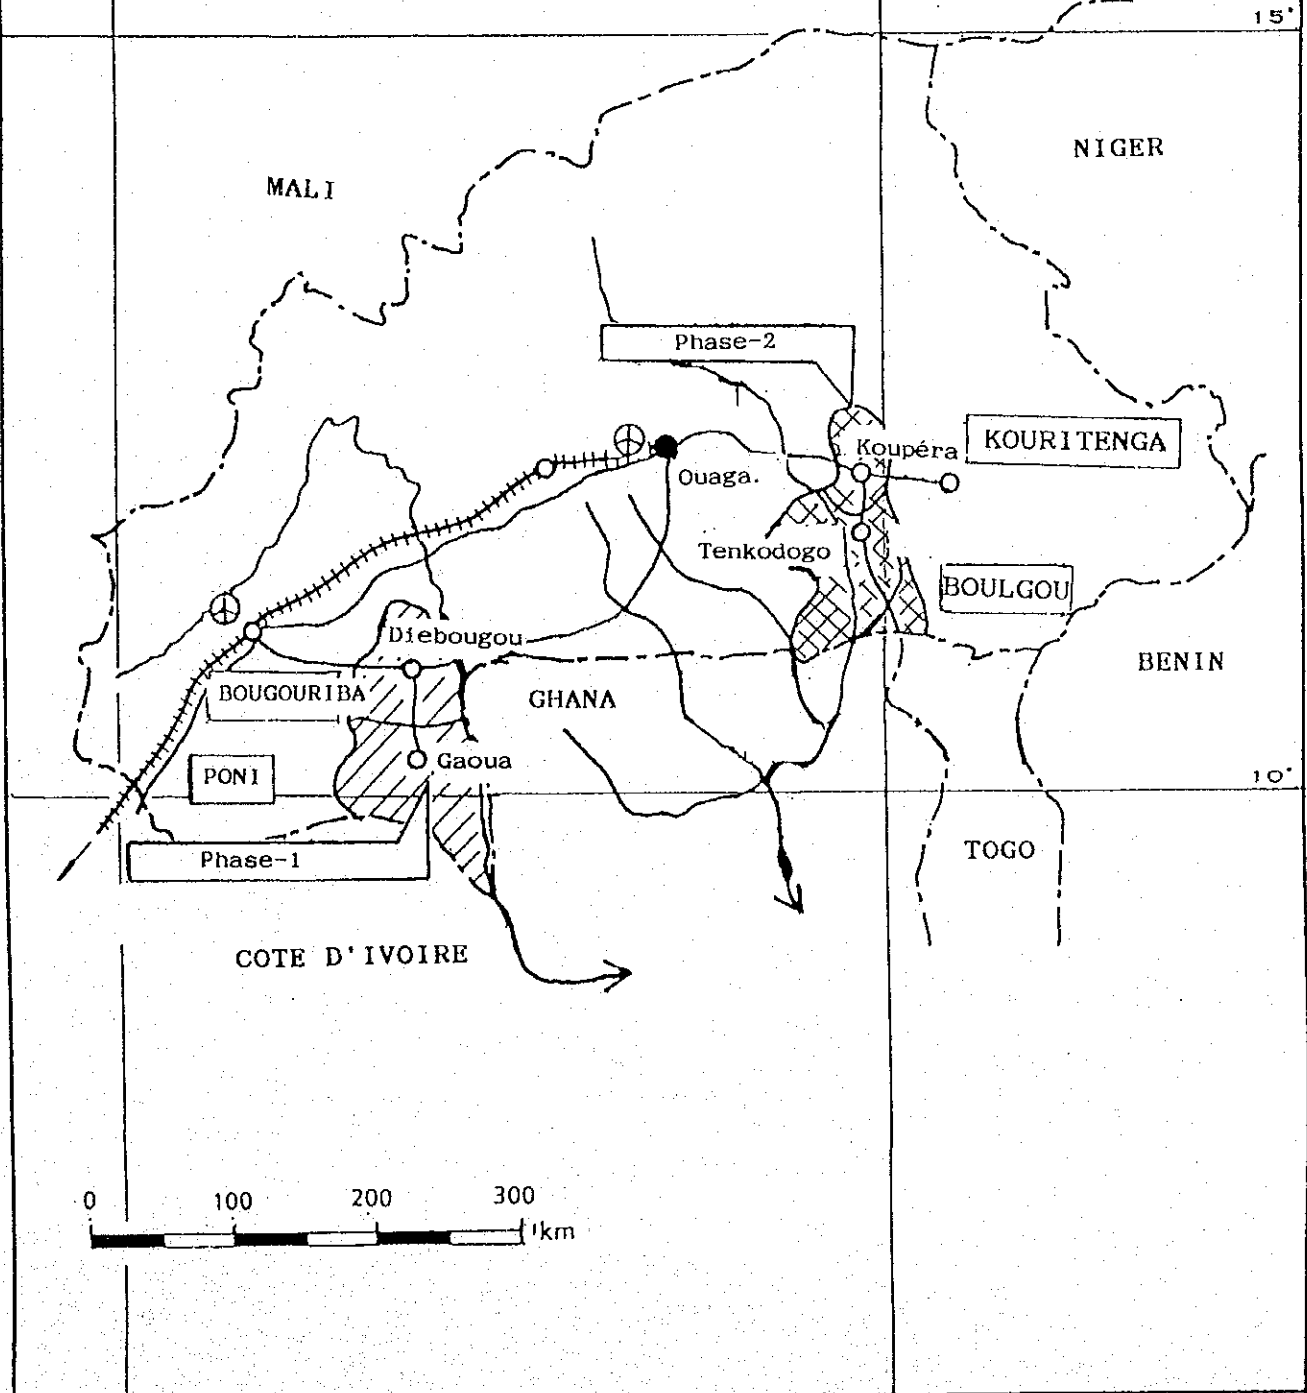 15°
NIGER
MALI
Phase-2
KOURITENGA
Koupéra
Ouaga.
Tenkodogo
BOULGOU
Diebougou
BENIN
BOUGOURIBA
GHANA
Gaoua
PONI
10°
TOGO
Phase-1
COTE D'IVOIRE
0 100 200 300
km